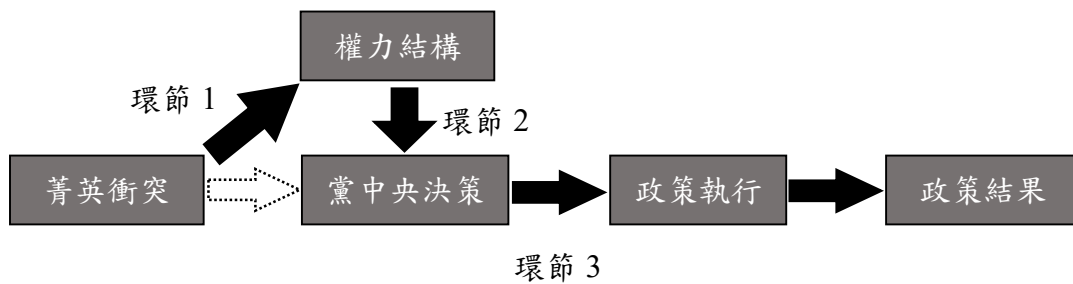 權力結構
環節 1
環節 2
菁英衝突
黨中央決策
政策執行
政策結果
環節 3